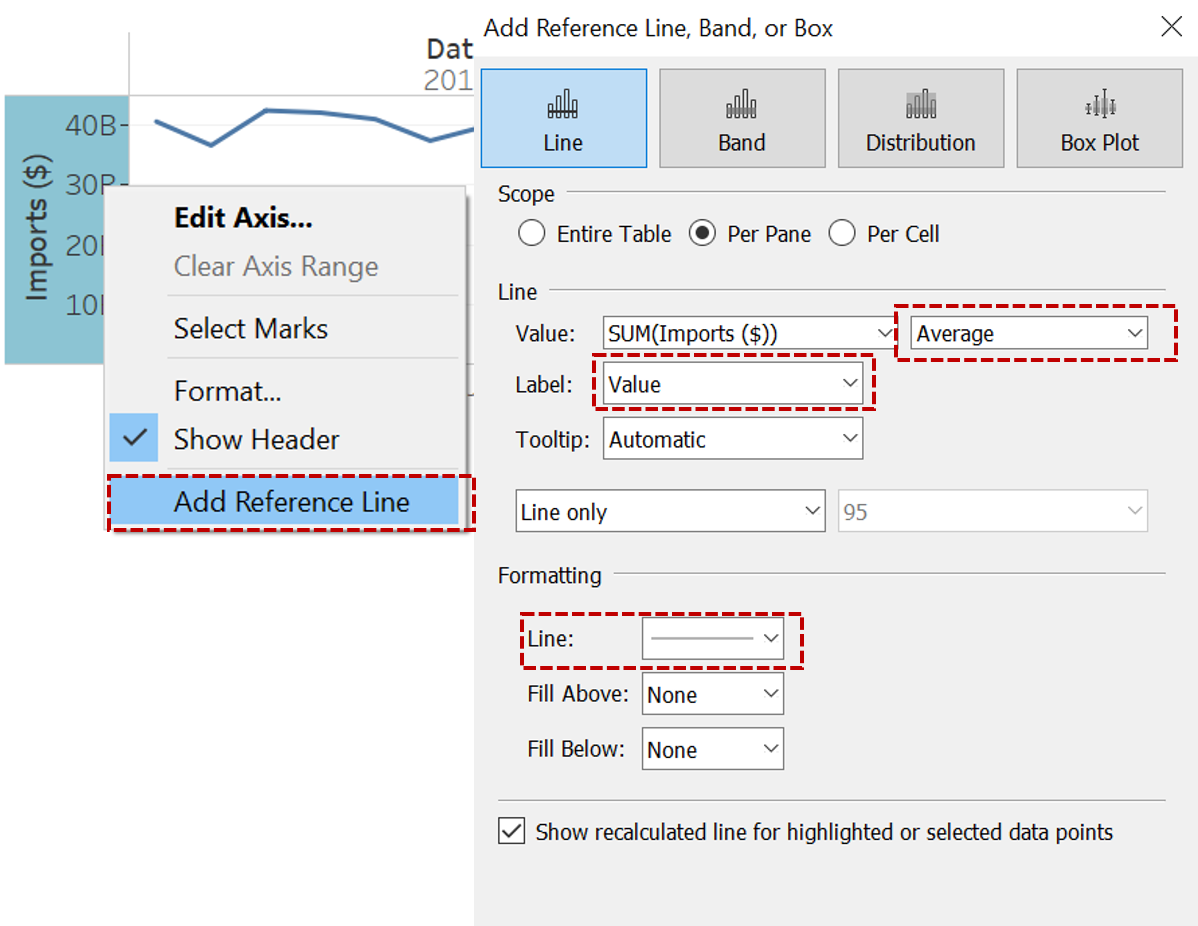 Add Reference Line, Band, or Box
Dat
201
Line Band Distribution Box Plot
40B
30B
20
10
Imports ($)
Edit Axis...
Clear Axis Range
Select Marks
Format...
Show Header
Add Reference Line
Scope
Entire Table Per Pane Per Cell
Line
Value: SUM(Imports ($)) Average
Label: Value
Tooltip: Automatic
Line only 95
Formatting
Line:
Fill Above: None
Fill Below: None
Show recalculated line for highlighted or selected data points